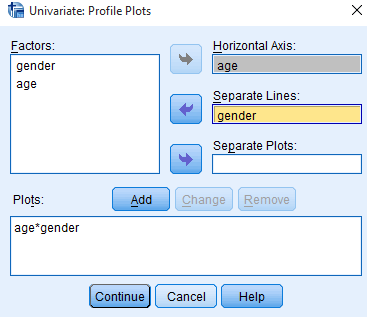 Univariate: Profile Plots
Factors:
gender
age
Horizontal Axis:
age
Separate Lines:
gender
Separate Plots:
Plots:
Add
Change
Remove
age*gender
Continue
Cancel
Help